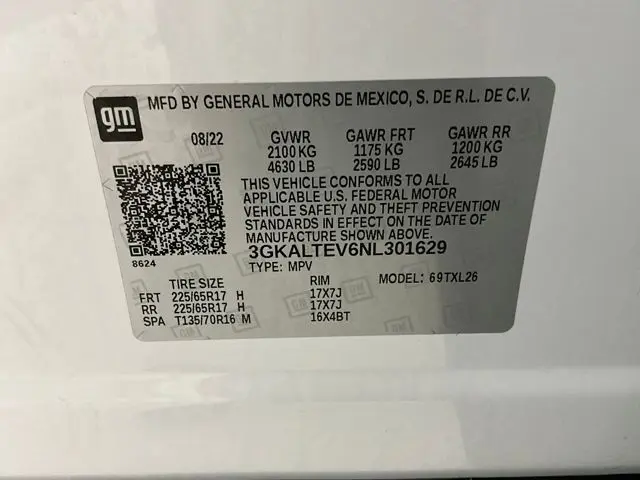 gm MFD BY GENERAL MOTORS DE MEXICO, S. DE R.L. DE C.V.
08/22 GVWR GAWR FRT GAWR RR
2100 KG 1175 KG 1200 KG
4630 LB 2590 LB 2645 LB
THIS VEHICLE CONFORMS TO ALL
APPLICABLE U.S. FEDERAL MOTOR
VEHICLE SAFETY AND THEFT PREVENTION
STANDARDS IN EFFECT ON THE DATE OF
MANUFACTURE SHOWN ABOVE.
3GKALTEV6NL301629
8624 TYPE: MPV
TIRE SIZE RIM MODEL: 69TXL26
FRT 225/65R17 H 17X7J
RR 225/65R17 H 17X7J
SPA T135/70R16 M 16X4BT